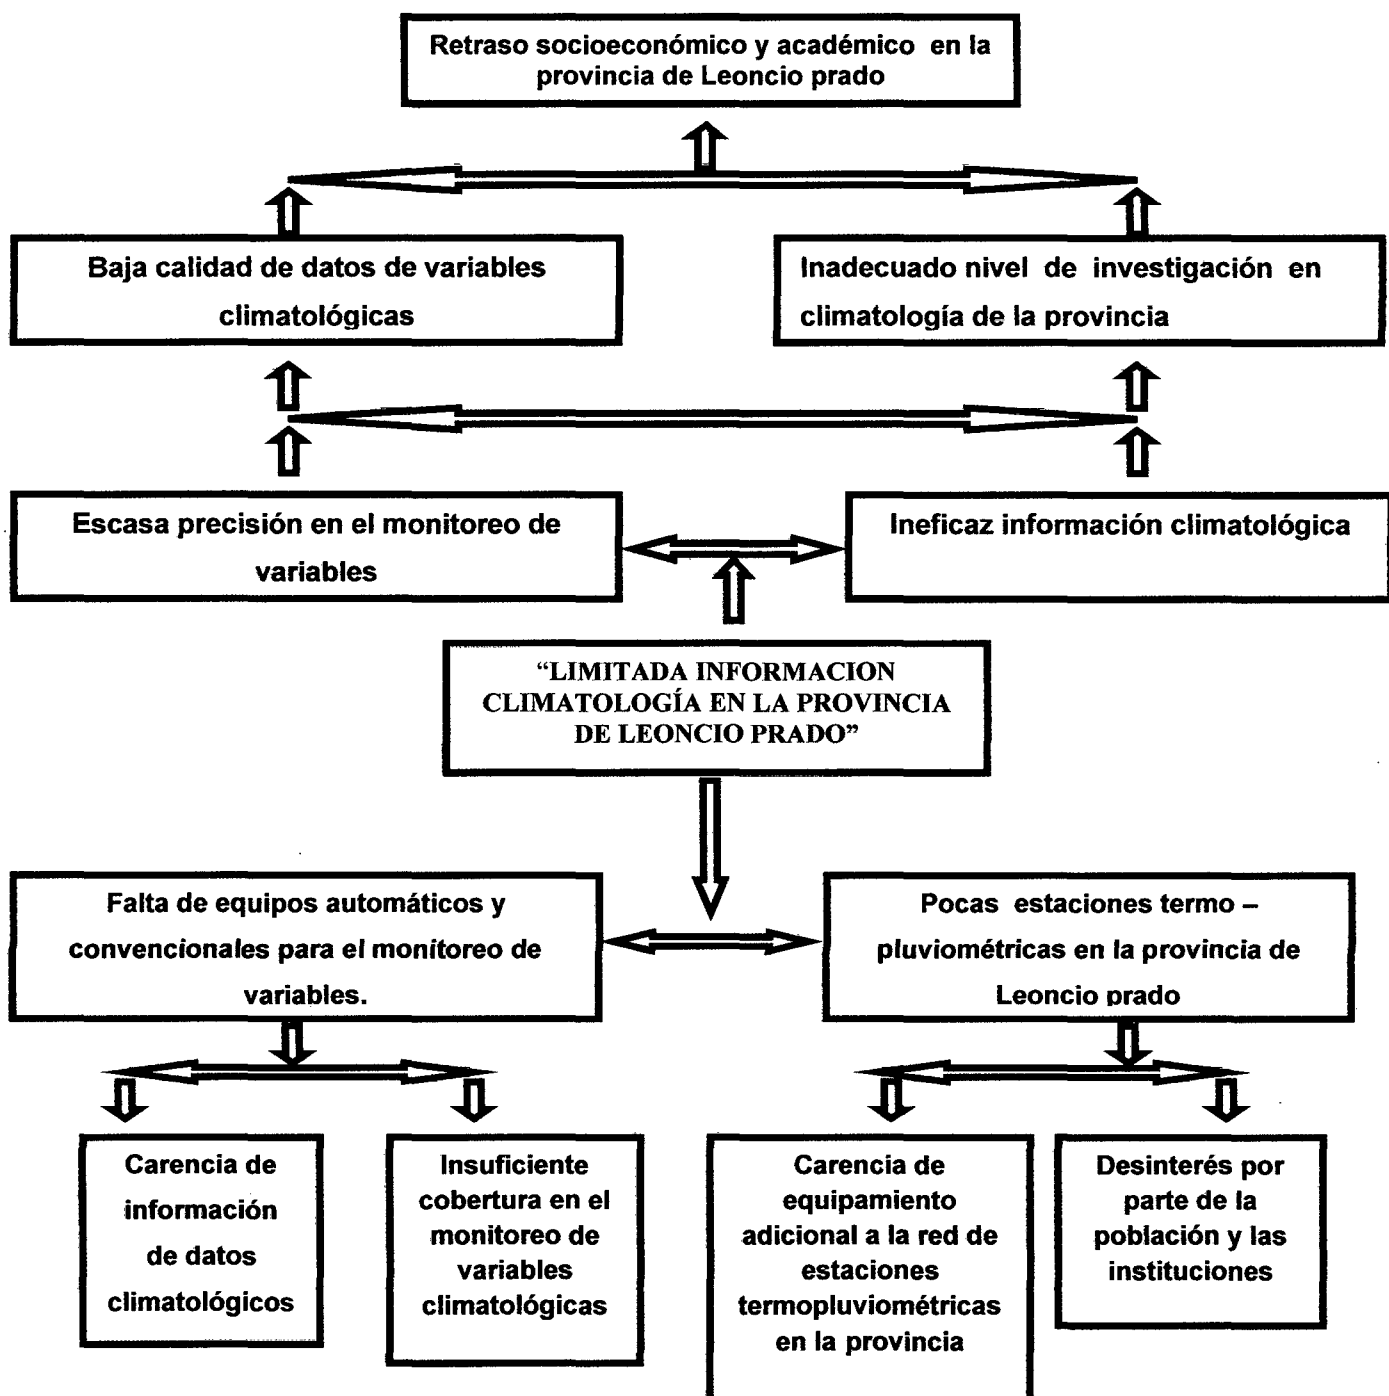 Retraso socioeconómico y académico en la
provincia de Leoncio prado
Baja calidad de datos de variables
climatológicas
Inadecuado nivel de investigación en
climatología de la provincia
Escasa precisión en el monitoreo de
variables
Ineficaz información climatológica
“LIMITADA INFORMACION
CLIMATOLOGÍA EN LA PROVINCIA
DE LEONCIO PRADO”
Falta de equipos automáticos y
convencionales para el monitoreo de
variables.
Pocas estaciones termo –
pluviométricas en la provincia de
Leoncio prado
Carencia de
información
de datos
climatológicos
Insuficiente
cobertura en el
monitoreo de
variables
climatológicas
Carencia de
equipamiento
adicional a la red de
estaciones
termopluviométricas
en la provincia
Desinterés por
parte de la
población y las
instituciones